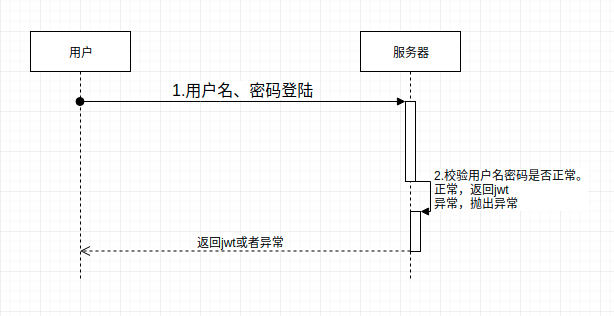 用户
服务器
1.用户名、密码登陆
2.校验用户名密码是否正常。
正常，返回jwt
异常，抛出异常
返回jwt或者异常